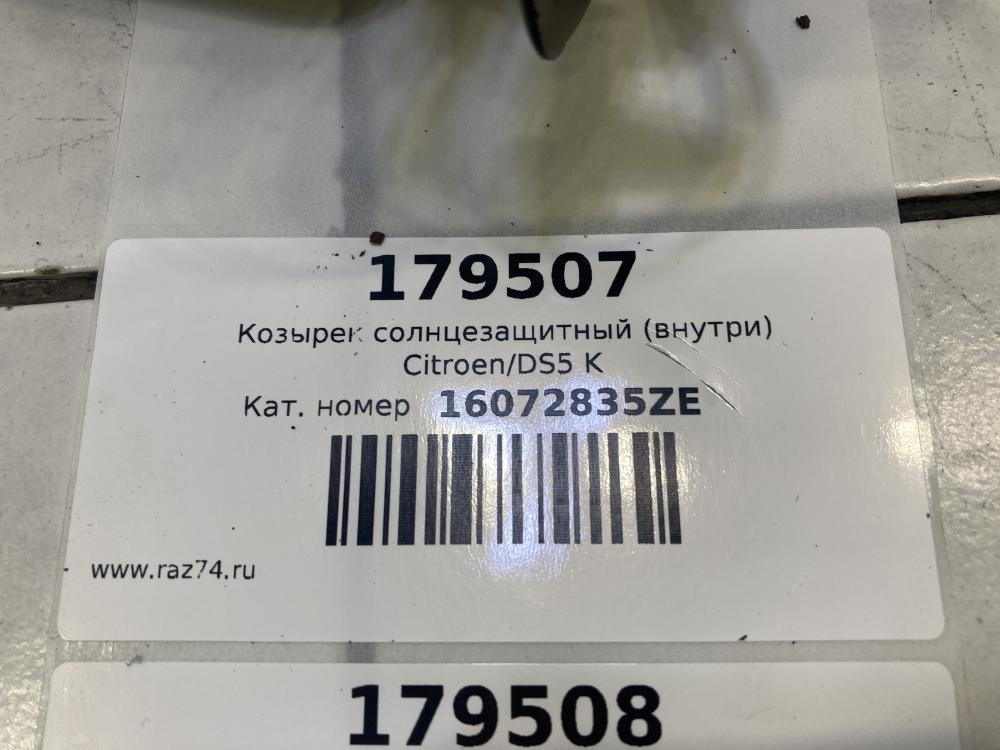 179507
Козырек солнцезащитный (внутри)
Citroen/DS5 K
Кат. номер 16072835ZE
www.raz74.ru
179508